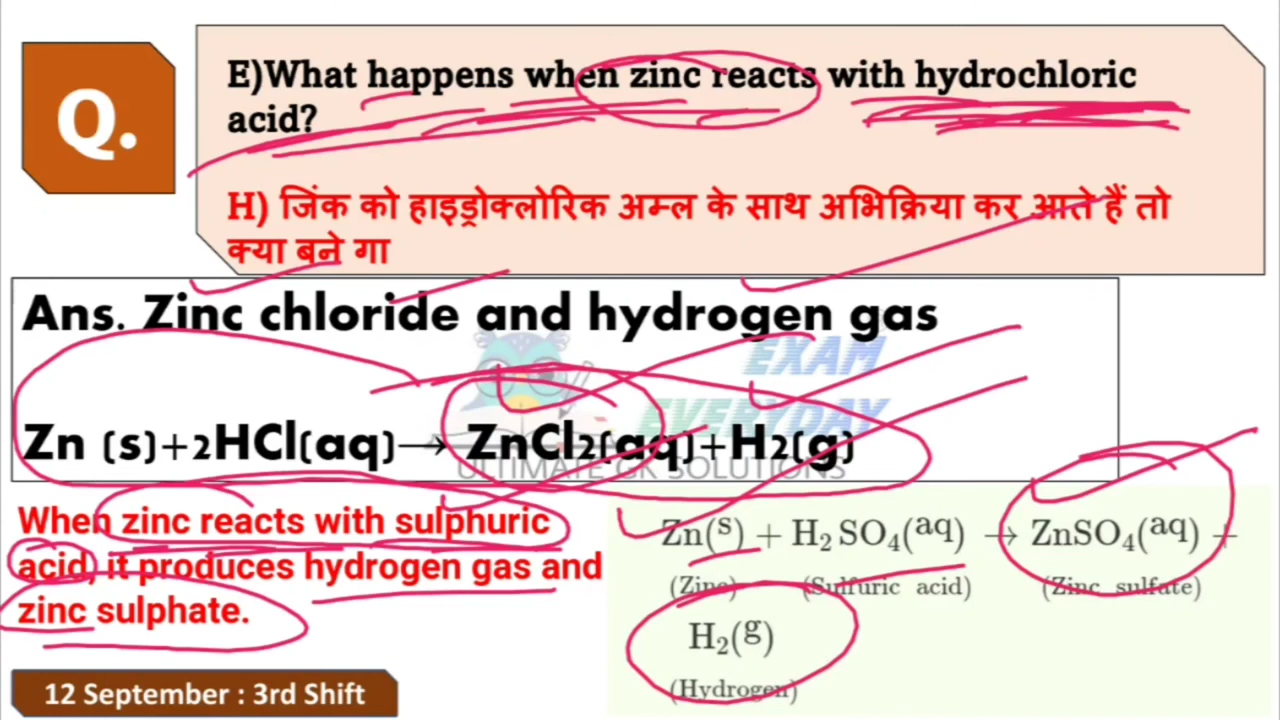 Q.
E)What happens when zinc reacts with hydrochloric
acid?
H) जिंक को हाइड्रोक्लोरिक अम्ल के साथ अभिक्रिया कर आते हैं तो
क्या बने गा
Ans. Zinc chloride and hydrogen gas
EXAM
EVERYDAY
Zn (s)+2HCl(aq)→ ZnCl2(aq)+H2(g)
ULTIMATE GK SOLUTIONS
When zinc reacts with sulphuric
acid, it produces hydrogen gas and
zinc sulphate.
Zn(s) + H₂SO₄(aq) → ZnSO₄(aq) +
(Zinc) (Sulfuric acid) (Zinc sulfate)
H₂(g)
(Hydrogen)
12 September : 3rd Shift